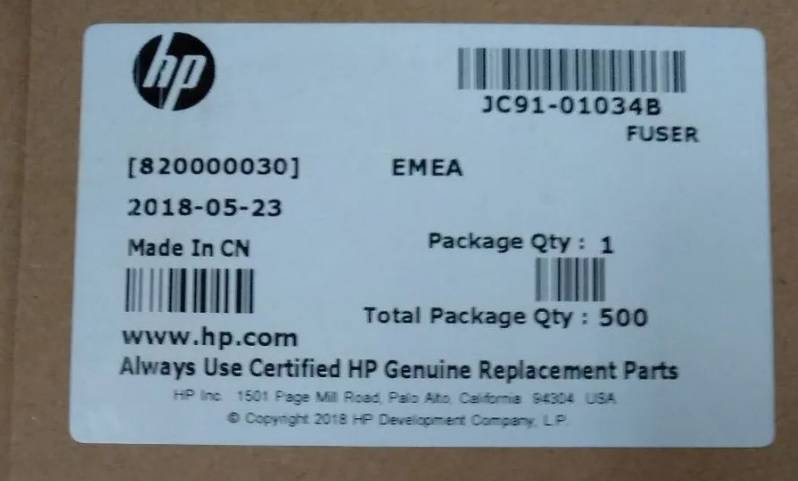 hp
JC91-01034B
FUSER
[820000030] EMEA
2018-05-23
Made In CN
Package Qty : 1
Total Package Qty : 500
www.hp.com
Always Use Certified HP Genuine Replacement Parts
HP Inc. 1501 Page Mill Road, Palo Alto, California 94304 USA
© Copyright 2018 HP Development Company, L.P.